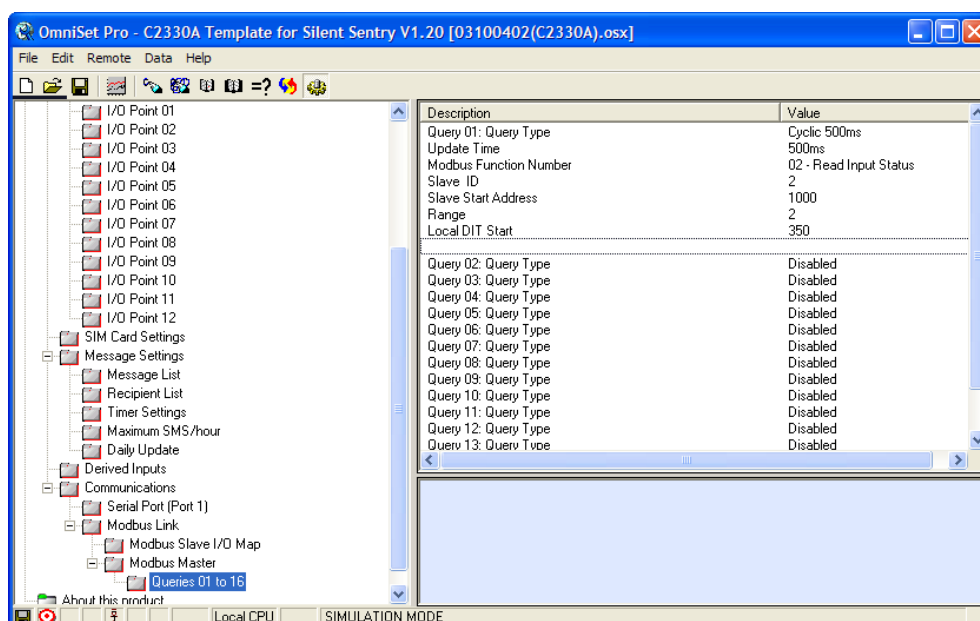 OmniSet Pro - C2330A Template for Silent Sentry V1.20 [03100402(C2330A).osx]
File Edit Remote Data Help
=?
I/O Point 01
I/O Point 02
I/O Point 03
I/O Point 04
I/O Point 05
I/O Point 06
I/O Point 07
I/O Point 08
I/O Point 09
I/O Point 10
I/O Point 11
I/O Point 12
SIM Card Settings
Message Settings
Message List
Recipient List
Timer Settings
Maximum SMS/hour
Daily Update
Derived Inputs
Communications
Serial Port (Port 1)
Modbus Link
Modbus Slave I/O Map
Modbus Master
Queries 01 to 16
About this product
Description Value
Query 01: Query Type Cyclic 500ms
Update Time 500ms
Modbus Function Number 02 - Read Input Status
Slave ID 2
Slave Start Address 1000
Range 2
Local DIT Start 350
Query 02: Query Type Disabled
Query 03: Query Type Disabled
Query 04: Query Type Disabled
Query 05: Query Type Disabled
Query 06: Query Type Disabled
Query 07: Query Type Disabled
Query 08: Query Type Disabled
Query 09: Query Type Disabled
Query 10: Query Type Disabled
Query 11: Query Type Disabled
Query 12: Query Type Disabled
Query 13: Query Type Disabled
Local CPU SIMULATION MODE